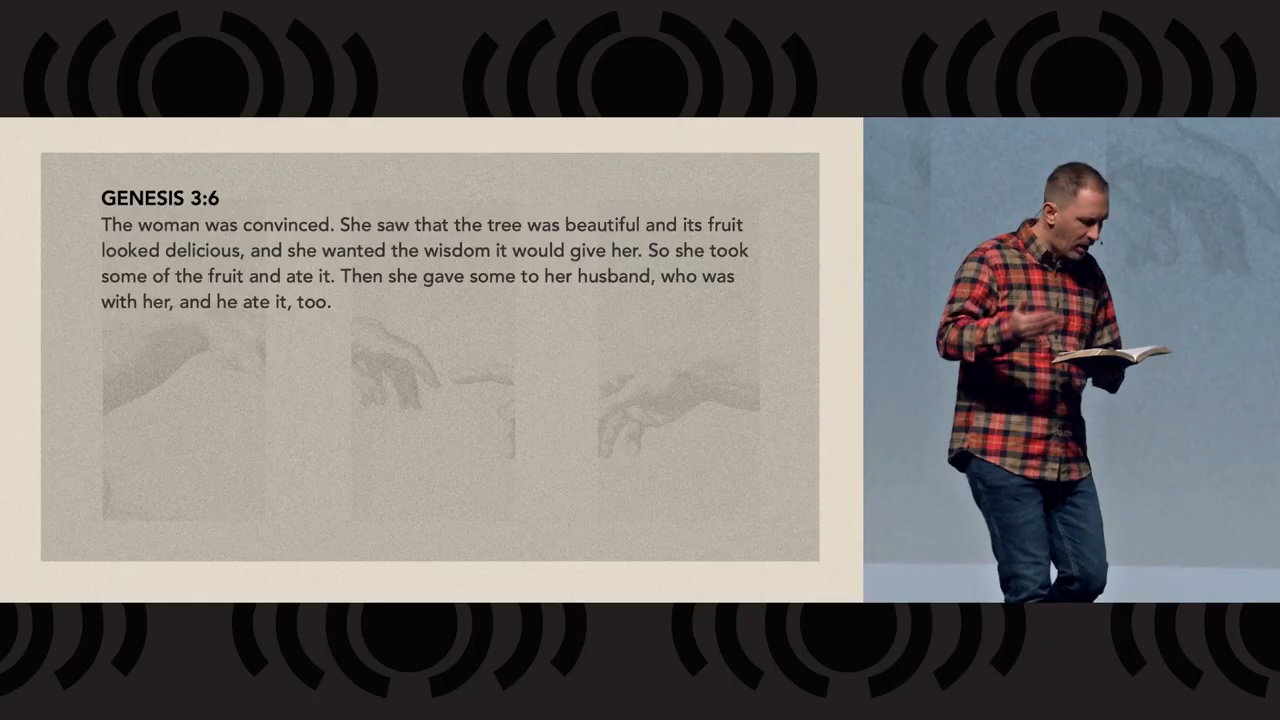 GENESIS 3:6
The woman was convinced. She saw that the tree was beautiful and its fruit
looked delicious, and she wanted the wisdom it would give her. So she took
some of the fruit and ate it. Then she gave some to her husband, who was
with her, and he ate it, too.